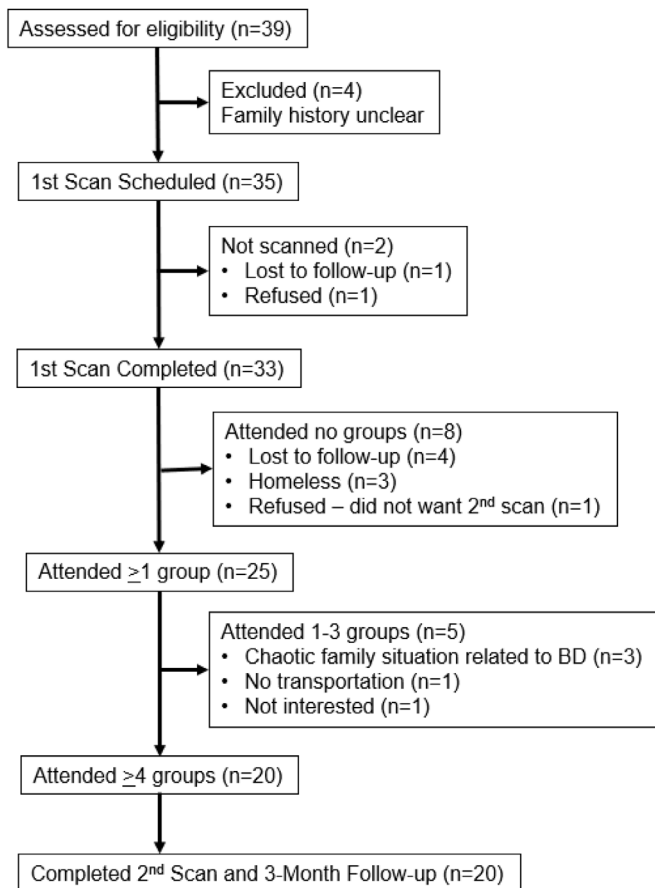 Assessed for eligibility (n=39)
Excluded (n=4)
Family history unclear
1st Scan Scheduled (n=35)
Not scanned (n=2)
• Lost to follow-up (n=1)
• Refused (n=1)
1st Scan Completed (n=33)
Attended no groups (n=8)
• Lost to follow-up (n=4)
• Homeless (n=3)
• Refused – did not want 2nd scan (n=1)
Attended ≥1 group (n=25)
Attended 1-3 groups (n=5)
• Chaotic family situation related to BD (n=3)
• No transportation (n=1)
• Not interested (n=1)
Attended ≥4 groups (n=20)
Completed 2nd Scan and 3-Month Follow-up (n=20)